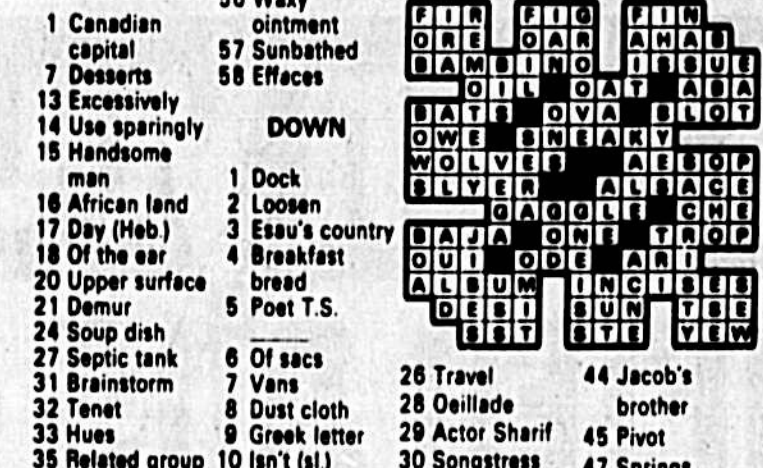 1 Canadian
capital
7 Desserts
13 Excessively
14 Use sparingly
15 Handsome
man
16 African land
17 Day (Heb.)
18 Of the ear
20 Upper surface
21 Demur
24 Soup dish
27 Septic tank
31 Brainstorm
32 Tenet
33 Hues
35 Related group
56 Waxy
ointment
57 Sunbathed
58 Effaces
DOWN
1 Dock
2 Loosen
3 Esau's country
4 Breakfast
bread
5 Poet T.S.
6 Of sacs
7 Vans
8 Dust cloth
9 Greek letter
10 Isn't (sl.)
FIR FIG FIN
ORE OAR AHAB
BAMBINO ISSUE
OIL OAT ABA
BATS OVA BLOT
OWE SNEAKY
WOLVES AESOP
SLYER ALSACE
GAGGLE CHE
BAJA ONE TROP
OUI ODE ARI
ALBUM INCISES
DESI SUN TSE
SST STE YEW
26 Travel
28 Oeillade
29 Actor Sharif
30 Songstress
44 Jacob's
brother
45 Pivot
47 Springs